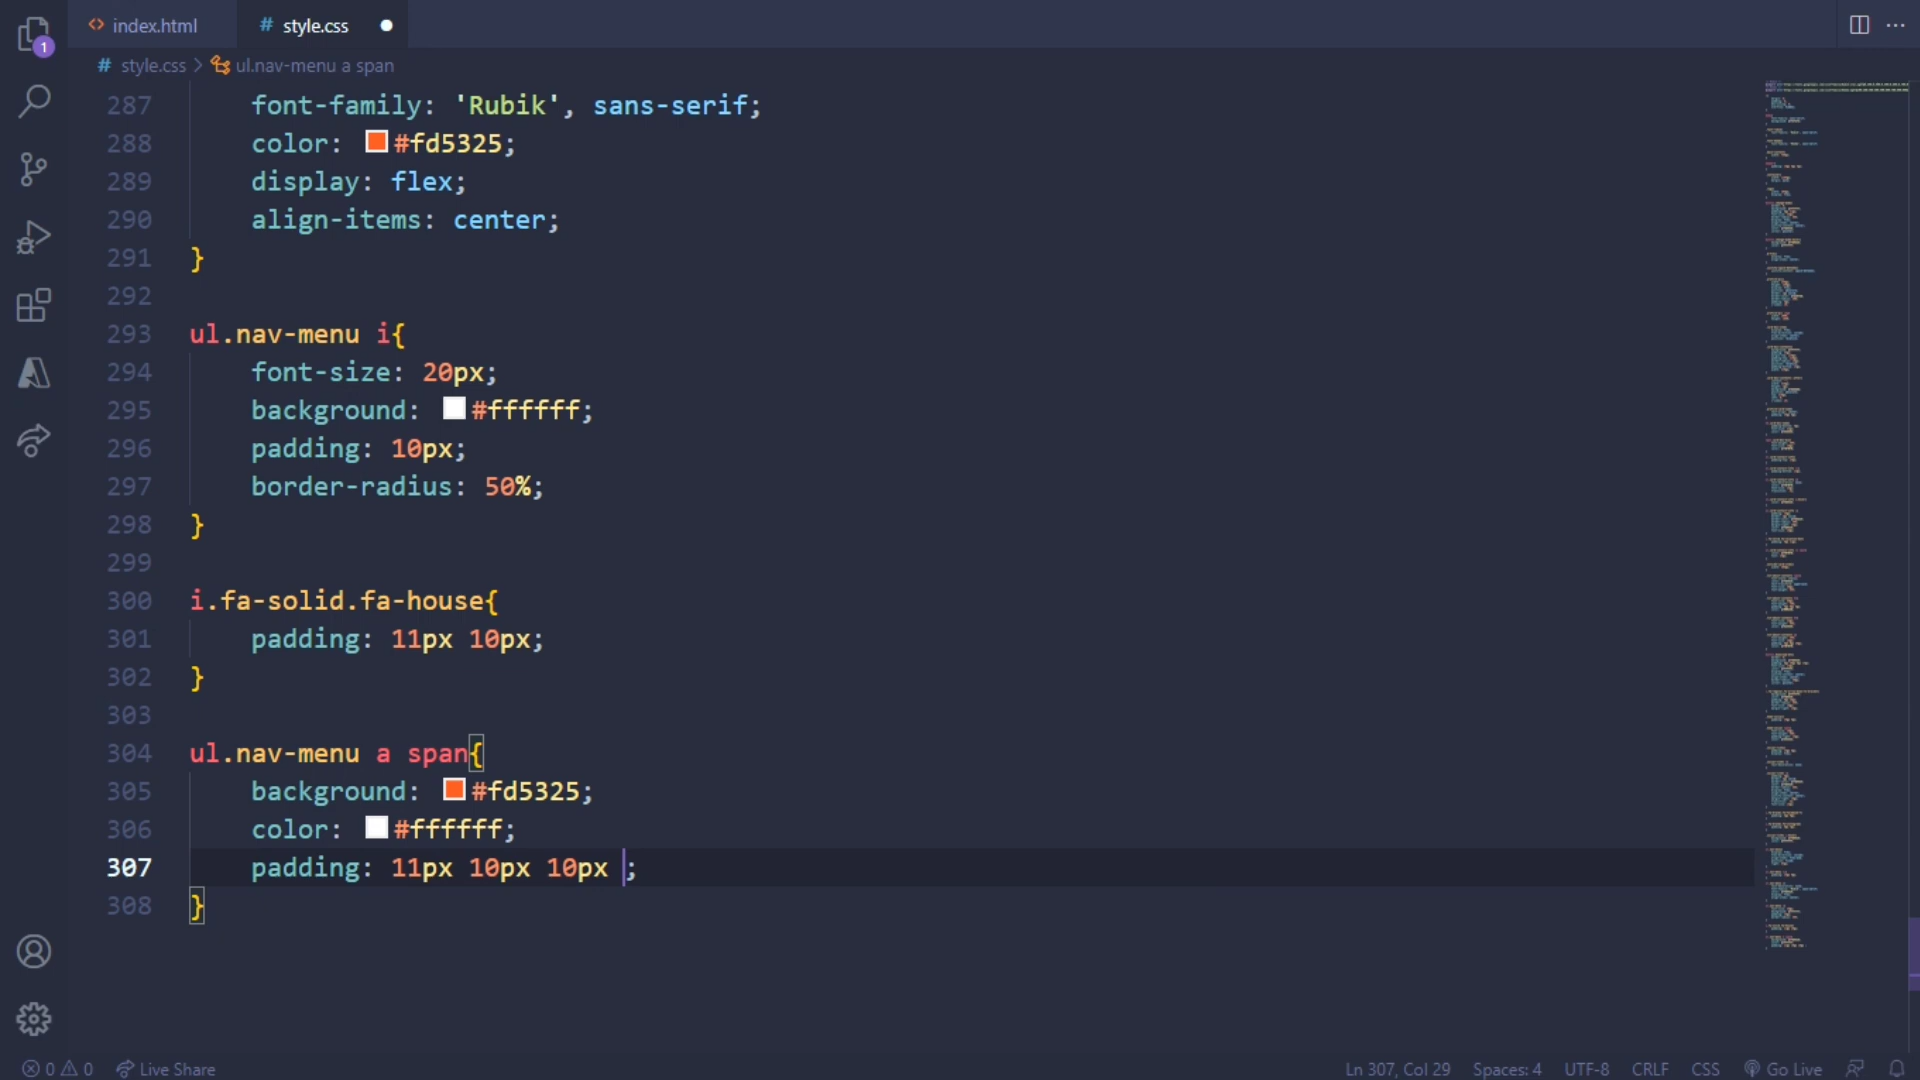 1
<> index.html
# style.css
# style.css > ul.nav-menu a span
287 font-family: 'Rubik', sans-serif;
288 color: #fd5325;
289 display: flex;
290 align-items: center;
291 }
292
293 ul.nav-menu i{
294 font-size: 20px;
295 background: #ffffff;
296 padding: 10px;
297 border-radius: 50%;
298 }
299
300 i.fa-solid.fa-house{
301 padding: 11px 10px;
302 }
303
304 ul.nav-menu a span{
305 background: #fd5325;
306 color: #ffffff;
307 padding: 11px 10px 10px ;
308 }
0 0 Live Share Ln 307, Col 29 Spaces: 4 UTF-8 CRLF CSS Go Live